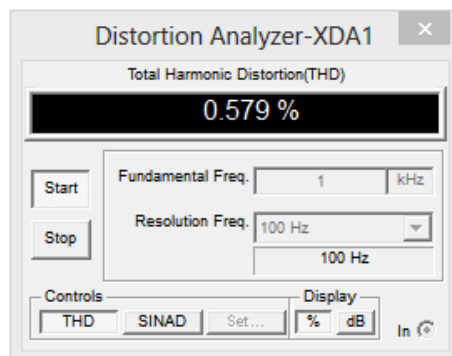 Distortion Analyzer-XDA1
Total Harmonic Distortion(THD)
0.579 %
Start
Fundamental Freq. 1 kHz
Stop
Resolution Freq. 100 Hz
100 Hz
Controls Display
THD SINAD Set... % dB In